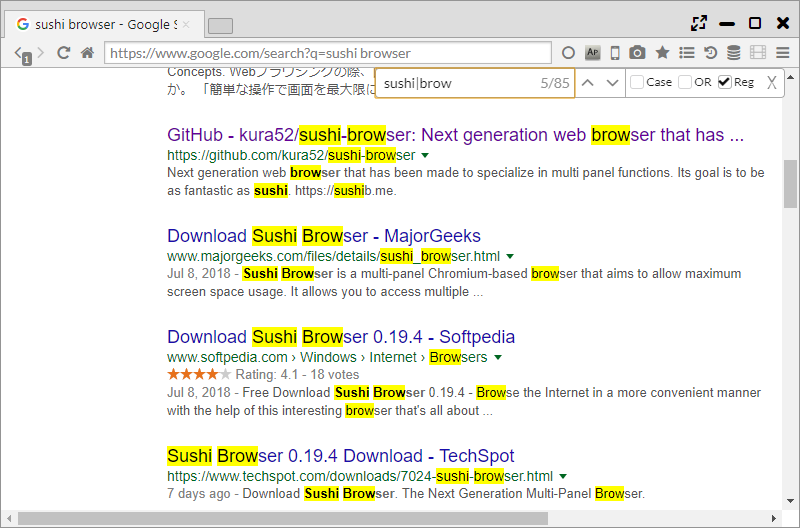 sushi browser - Google S
1
https://www.google.com/search?q=sushi browser
Ap
Concepts. Webブラウジングの際、
か。 「簡単な操作で画面を最大限に
sushi|brow 5/85
Case OR Reg X
GitHub - kura52/sushi-browser: Next generation web browser that has ...
https://github.com/kura52/sushi-browser
Next generation web browser that has been made to specialize in multi panel functions. Its goal is to be
as fantastic as sushi. https://sushib.me.
Download Sushi Browser - MajorGeeks
www.majorgeeks.com/files/details/sushi_browser.html
Jul 8, 2018 - Sushi Browser is a multi-panel Chromium-based browser that aims to allow maximum
screen space usage. It allows you to access multiple ...
Download Sushi Browser 0.19.4 - Softpedia
www.softpedia.com › Windows › Internet › Browsers
Rating: 4.1 - 18 votes
Jul 8, 2018 - Free Download Sushi Browser 0.19.4 - Browse the Internet in a more convenient manner
with the help of this interesting browser that's all about ...
Sushi Browser 0.19.4 Download - TechSpot
https://www.techspot.com/downloads/7024-sushi-browser.html
7 days ago - Download Sushi Browser. The Next Generation Multi-Panel Browser.